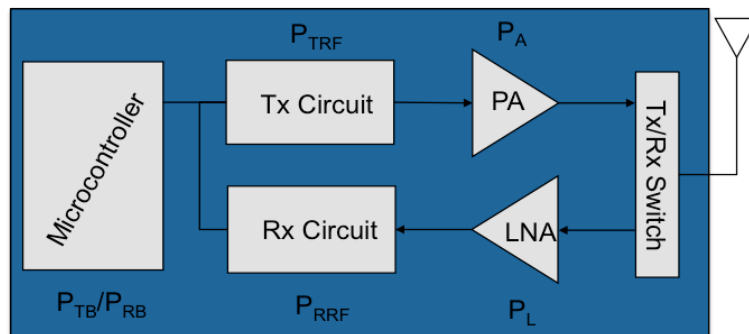 P_TRF
P_A
Microcontroller
Tx Circuit
PA
Tx/Rx Switch
Rx Circuit
LNA
P_TB/P_RB
P_RRF
P_L